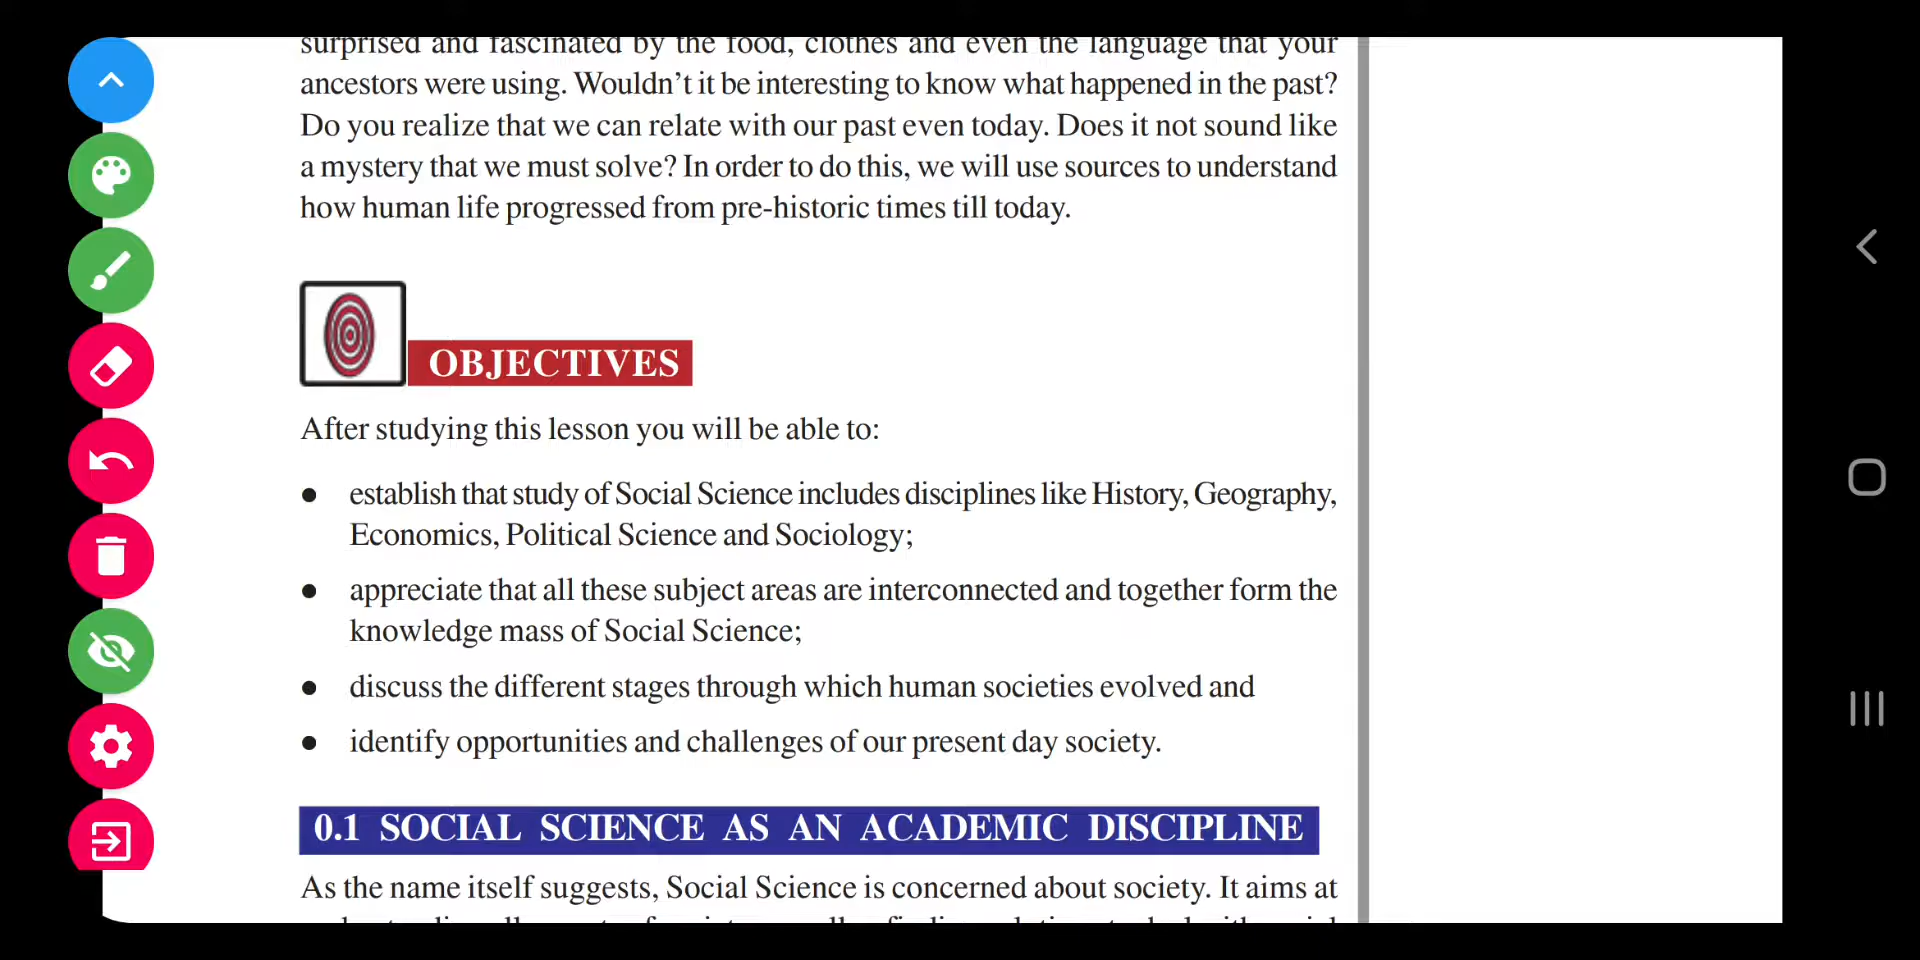 surprised and fascinated by the food, clothes and even the language that your
ancestors were using. Wouldn’t it be interesting to know what happened in the past?
Do you realize that we can relate with our past even today. Does it not sound like
a mystery that we must solve? In order to do this, we will use sources to understand
how human life progressed from pre-historic times till today.
OBJECTIVES
After studying this lesson you will be able to:
● establish that study of Social Science includes disciplines like History, Geography,
Economics, Political Science and Sociology;
● appreciate that all these subject areas are interconnected and together form the
knowledge mass of Social Science;
● discuss the different stages through which human societies evolved and
● identify opportunities and challenges of our present day society.
0.1 SOCIAL SCIENCE AS AN ACADEMIC DISCIPLINE
As the name itself suggests, Social Science is concerned about society. It aims at